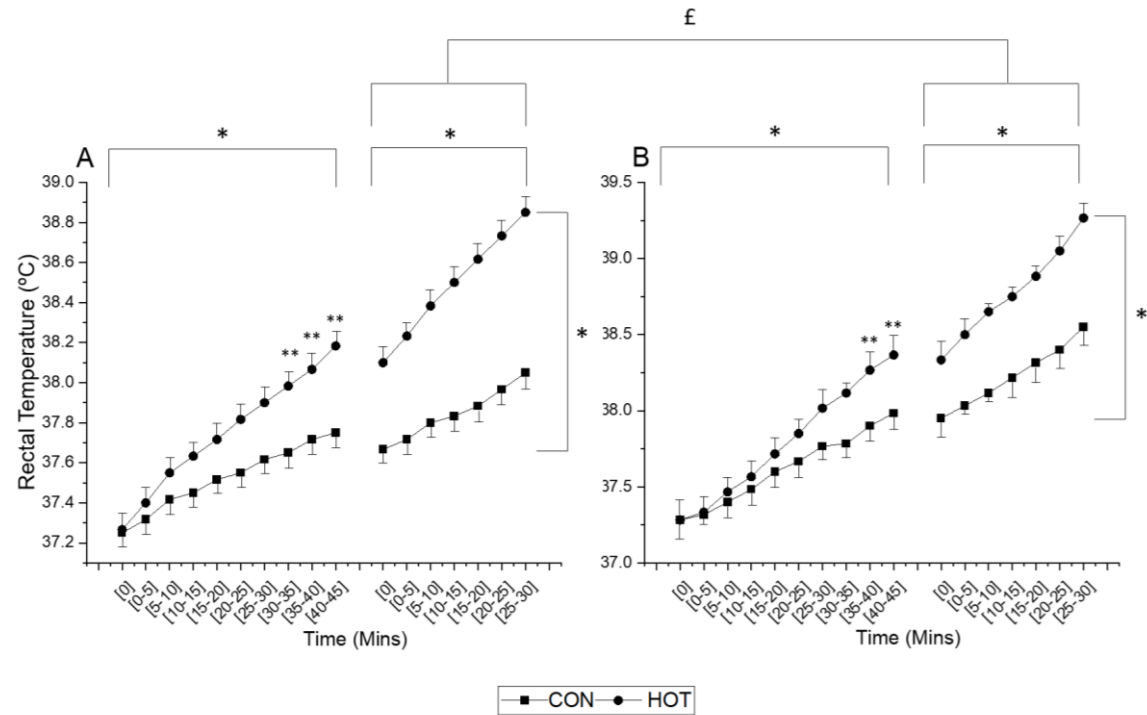 £
* * * *
A B
39.0
38.8
38.6
38.4
38.2
38.0
37.8
37.6
37.4
37.2
Rectal Temperature (ºC)
** ** **
*
[0] [0-5] [5-10] [10-15] [15-20] [20-25] [25-30] [30-35] [35-40] [40-45] [0] [0-5] [5-10] [10-15] [15-20] [20-25] [25-30]
Time (Mins)
39.5
39.0
38.5
38.0
37.5
37.0
** **
*
[0] [0-5] [5-10] [10-15] [15-20] [20-25] [25-30] [30-35] [35-40] [40-45] [0] [0-5] [5-10] [10-15] [15-20] [20-25] [25-30]
Time (Mins)
CON HOT